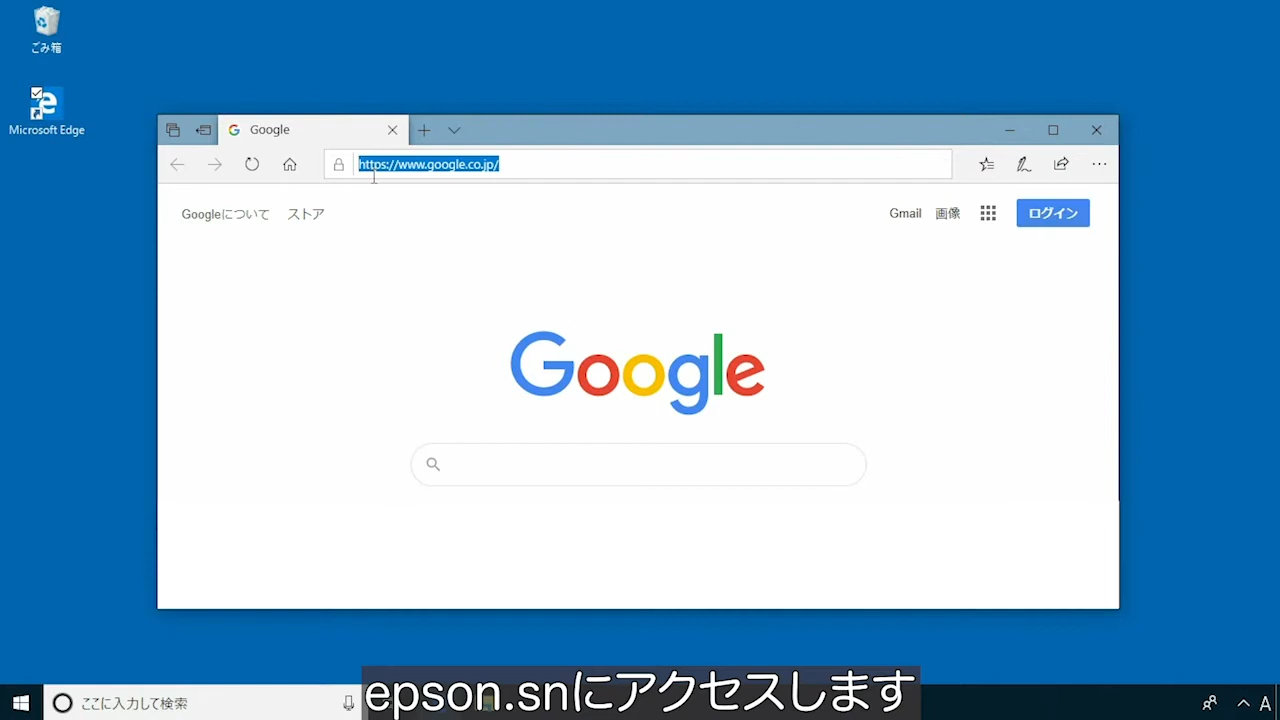 ごみ箱
Microsoft Edge
Google
https://www.google.co.jp/
Googleについて ストア
Gmail 画像 ログイン
Google
epson.snにアクセスします
ここに入力して検索
A